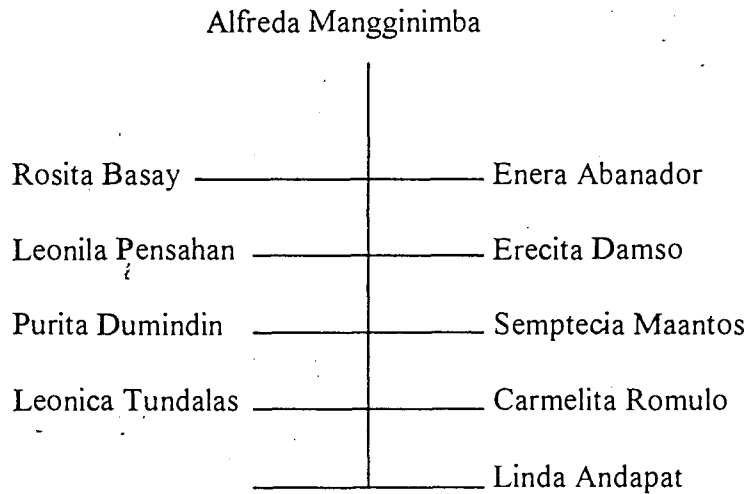 Alfreda Mangginimba
Rosita Basay Enera Abanador
Leonila Pensahan Erecita Damso
Purita Dumindin Semptecia Maantos
Leonica Tundalas Carmelita Romulo
Linda Andapat